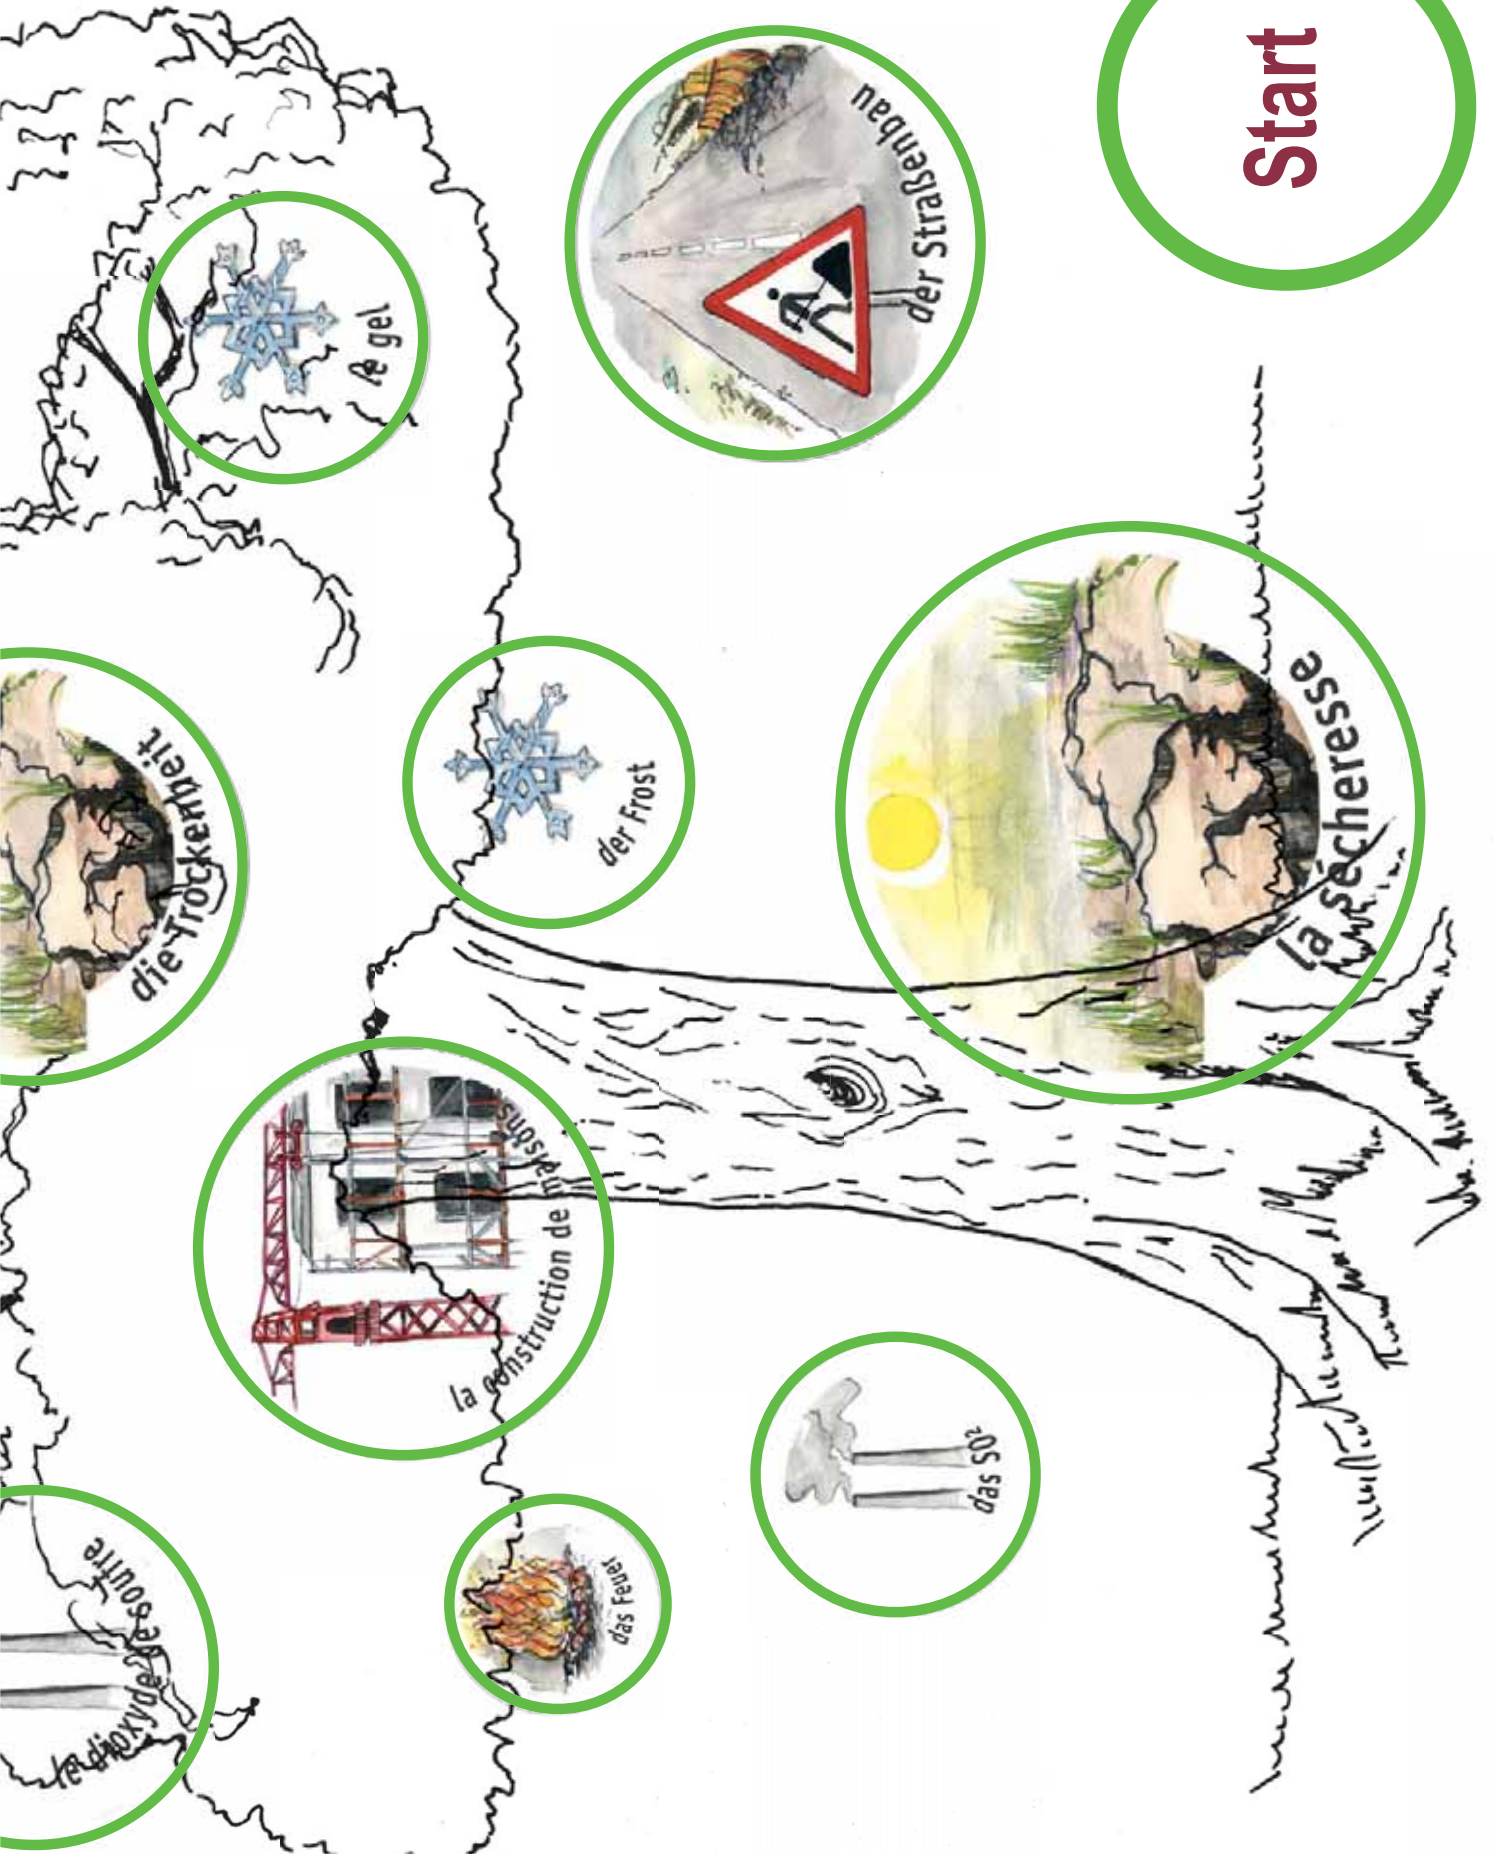 le dioxyde de soufre
die Trockenheit
le gel
la construction de maisons
das Feuer
der Frost
der Straßenbau
das SO²
la sécheresse
Start